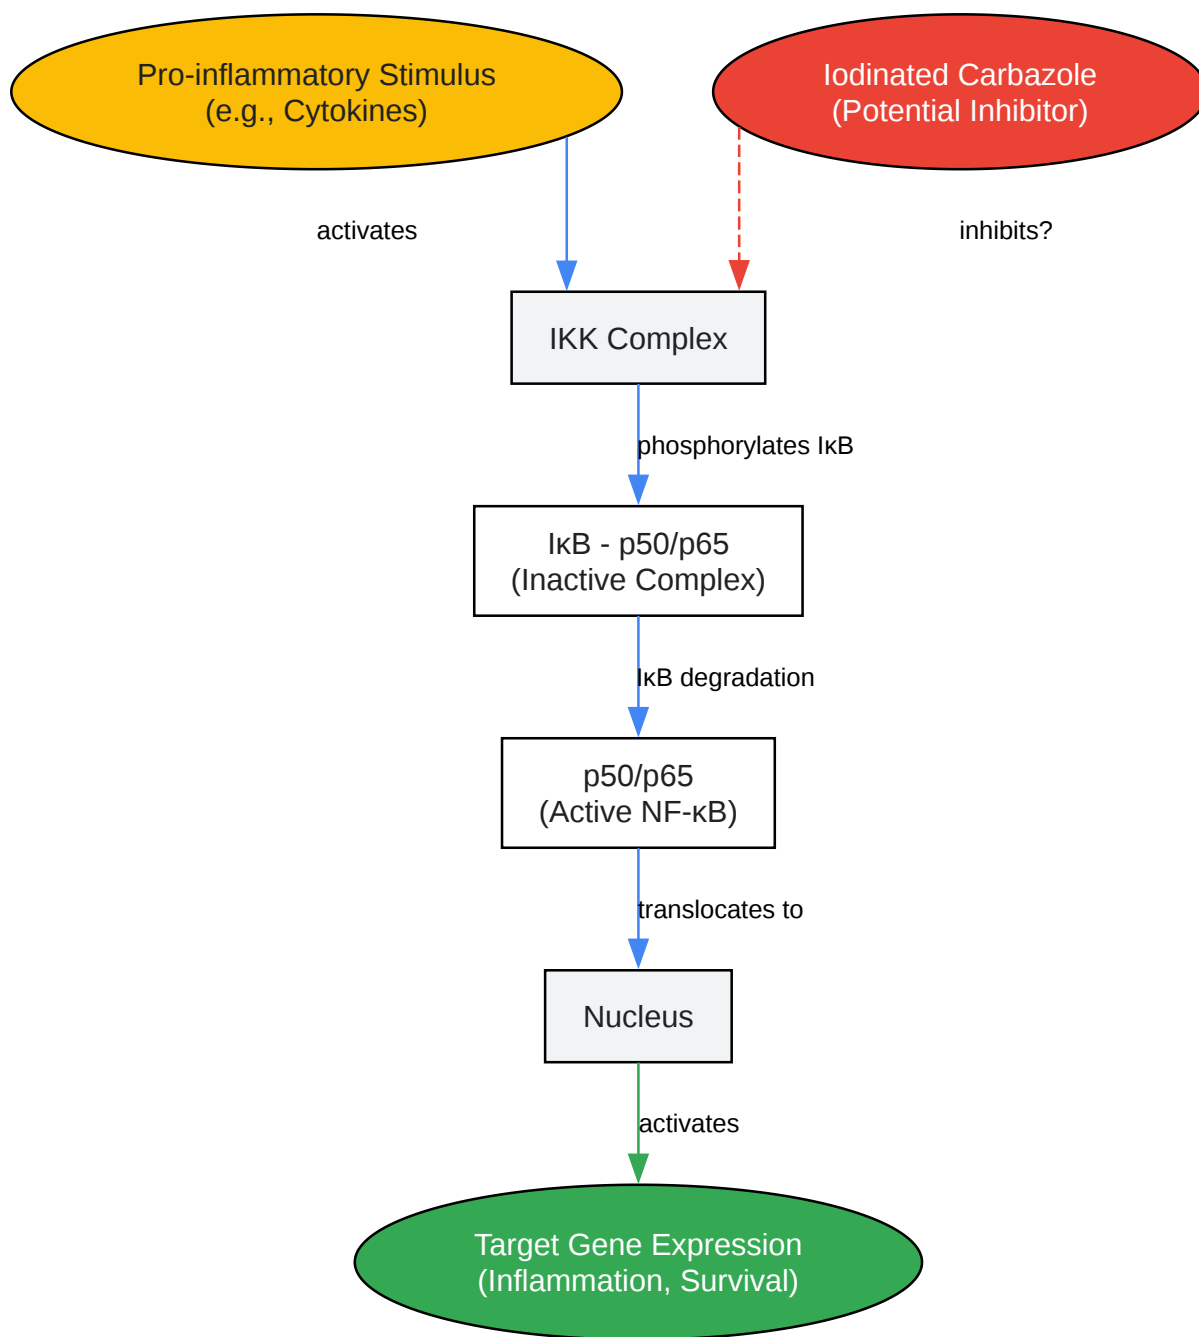 Pro-inflammatory Stimulus
(e.g., Cytokines)
Iodinated Carbazole
(Potential Inhibitor)
activates
inhibits?
IKK Complex
phosphorylates IκB
IκB - p50/p65
(Inactive Complex)
IκB degradation
p50/p65
(Active NF-κB)
translocates to
Nucleus
activates
Target Gene Expression
(Inflammation, Survival)